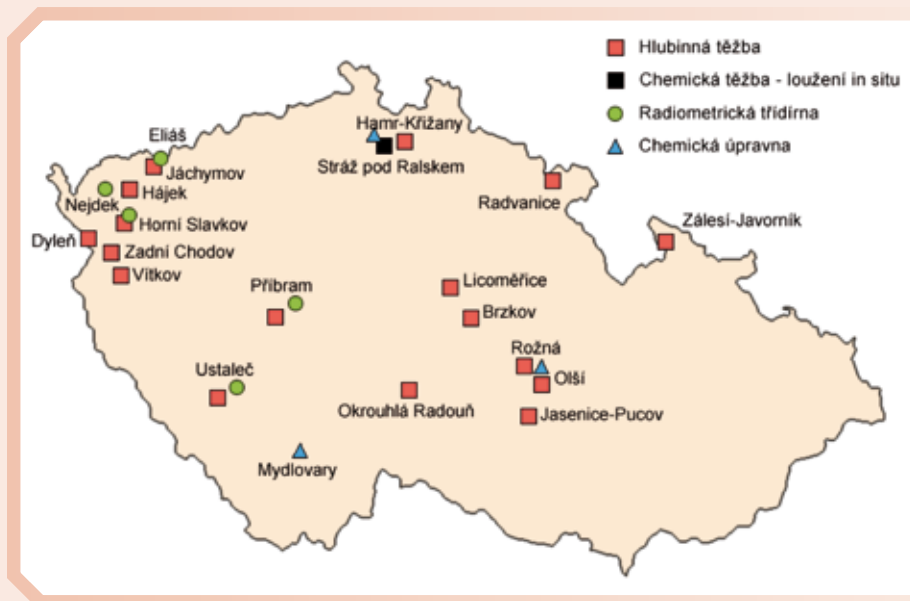 Hlubinná těžba
Chemická těžba - loužení in situ
Radiometrická třídírna
Chemická úpravna
Eliáš
Hamr-Křižany
Jáchymov
Stráž pod Ralskem
Hájek
Nejdek
Radvanice
Horní Slavkov
Zálesí-Javorník
Dyleň
Zadní Chodov
Vítkov
Příbram
Licoměřice
Brzkov
Rožná
Ustaleč
Olší
Okrouhlá Radouň
Jasenice-Pucov
Mydlovary